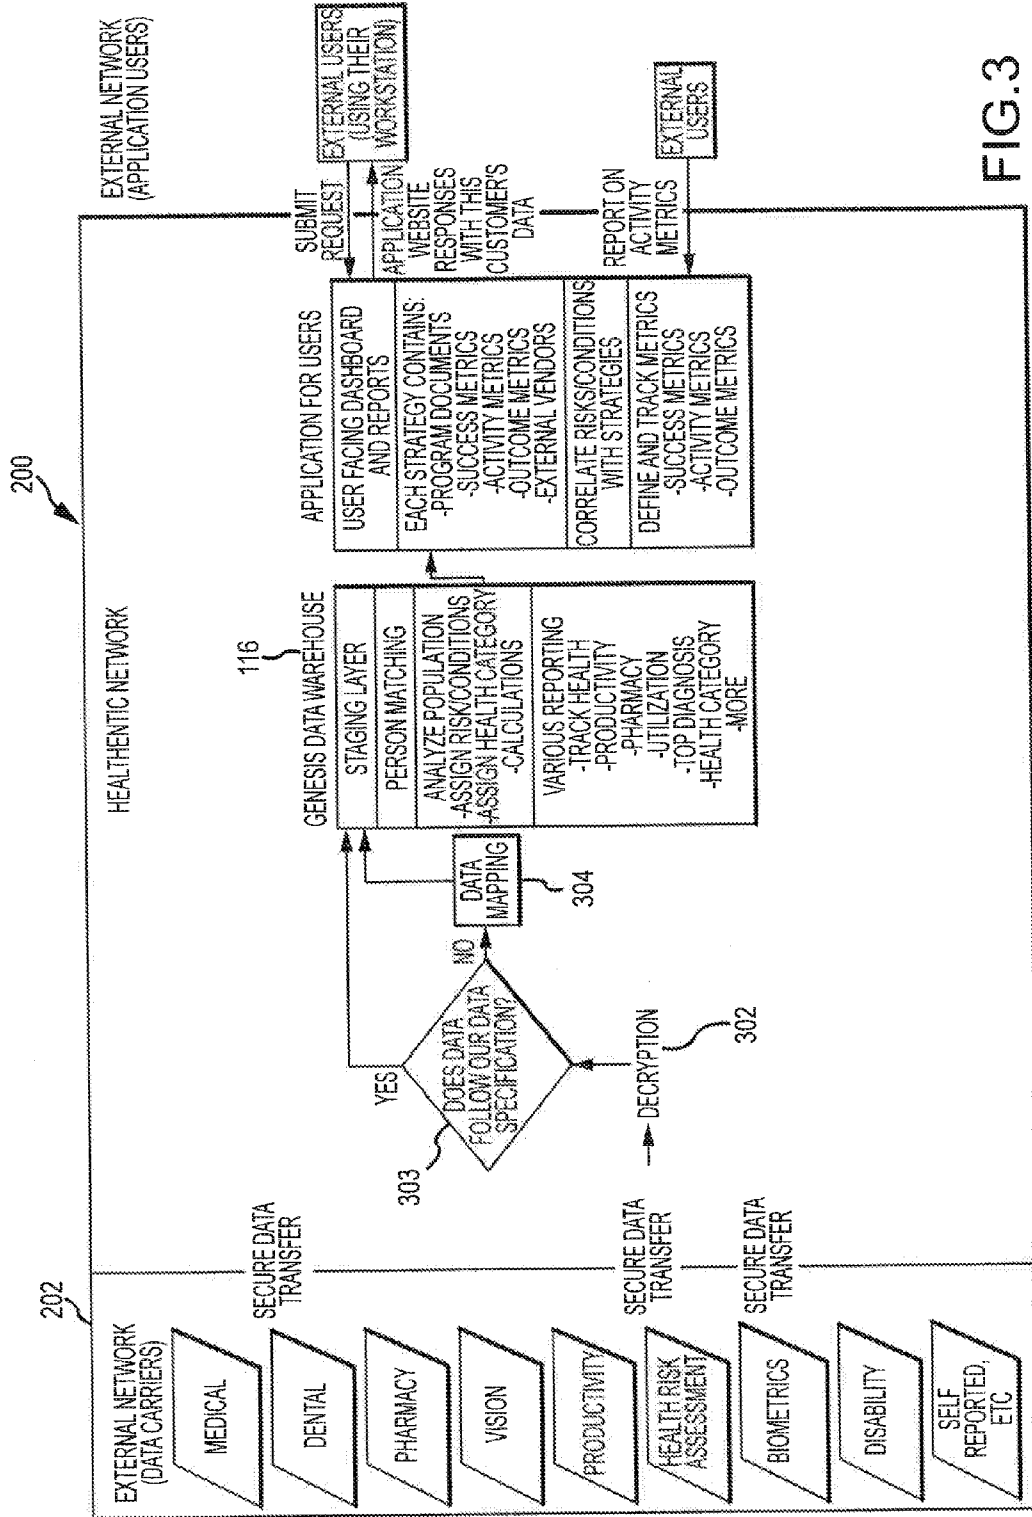 200
EXTERNAL NETWORK
(APPLICATION USERS)
202
EXTERNAL NETWORK
(DATA CARRIERS)
HEALTHENTIC NETWORK
MEDICAL
DENTAL
PHARMACY
VISION
PRODUCTIVITY
HEALTH RISK
ASSESSMENT
BIOMETRICS
DISABILITY
SELF
REPORTED,
ETC
SECURE DATA
TRANSFER
SECURE DATA
TRANSFER
SECURE DATA
TRANSFER
DECRYPTION
302
303
DOES DATA
FOLLOW OUR DATA
SPECIFICATION?
YES
NO
DATA
MAPPING
304
116
GENESIS DATA WAREHOUSE
STAGING LAYER
PERSON MATCHING
ANALYZE POPULATION
-ASSIGN RISK/CONDITIONS
-ASSIGN HEALTH CATEGORY
-CALCULATIONS
VARIOUS REPORTING
-TRACK HEALTH
-PRODUCTIVITY
-PHARMACY
-UTILIZATION
-TOP DIAGNOSIS
-HEALTH CATEGORY
-MORE
APPLICATION FOR USERS
USER FACING DASHBOARD
AND REPORTS
EACH STRATEGY CONTAINS:
-PROGRAM DOCUMENTS
-SUCCESS METRICS
-ACTIVITY METRICS
-OUTCOME METRICS
-EXTERNAL VENDORS
CORRELATE RISKS/CONDITIONS
WITH STRATEGIES
DEFINE AND TRACK METRICS
-SUCCESS METRICS
-ACTIVITY METRICS
-OUTCOME METRICS
SUBMIT
REQUEST
APPLICATION
WEBSITE
RESPONSES
WITH THIS
CUSTOMER'S
DATA
REPORT ON
ACTIVITY
METRICS
EXTERNAL USERS
(USING THEIR
WORKSTATION)
EXTERNAL
USERS
FIG.3